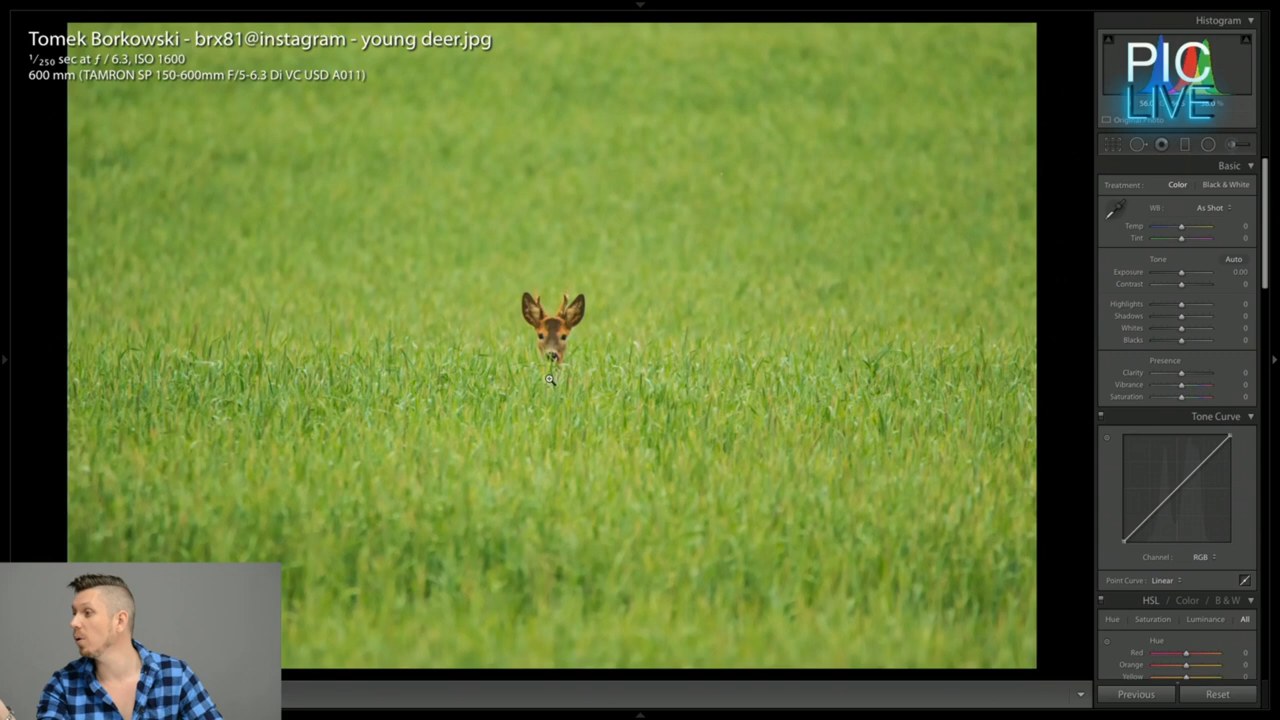 Tomek Borkowski - brx81@instagram - young deer.jpg
1/250 sec at ƒ / 6.3, ISO 1600
600 mm (TAMRON SP 150-600mm F/5-6.3 Di VC USD A011)
Histogram
PIC
LIVE
Original Photo
Basic
Treatment : Color Black & White
WB : As Shot
Temp 0
Tint 0
Tone Auto
Exposure 0.00
Contrast 0
Highlights 0
Shadows 0
Whites 0
Blacks 0
Presence
Clarity 0
Vibrance 0
Saturation 0
Tone Curve
Channel : RGB
Point Curve : Linear
HSL / Color / B & W
Hue Saturation Luminance All
Hue
Red 0
Orange 0
Yellow 0
Previous Reset